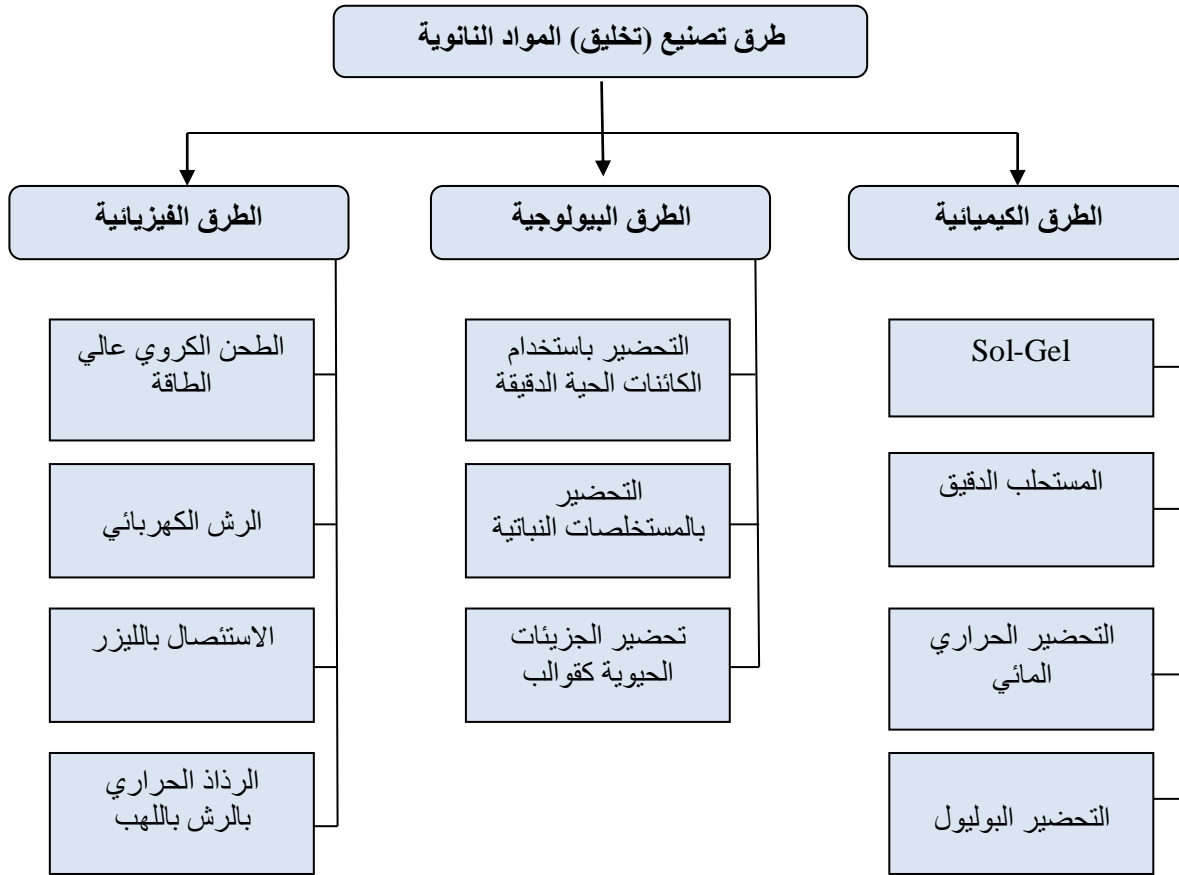 طرق تصنيع (تخليق) المواد النانوية
الطرق الكيميائية
Sol-Gel
المستحلب الدقيق
التحضير الحراري
المائي
التحضير البوليول
الطرق البيولوجية
التحضير باستخدام
الكائنات الحية الدقيقة
التحضير
بالمستخلصات النباتية
تحضير الجزيئات
الحيوية كقوالب
الطرق الفيزيائية
الطحن الكروي عالي
الطاقة
الرش الكهربائي
الاستئصال بالليزر
الرذاذ الحراري
بالرش باللهب